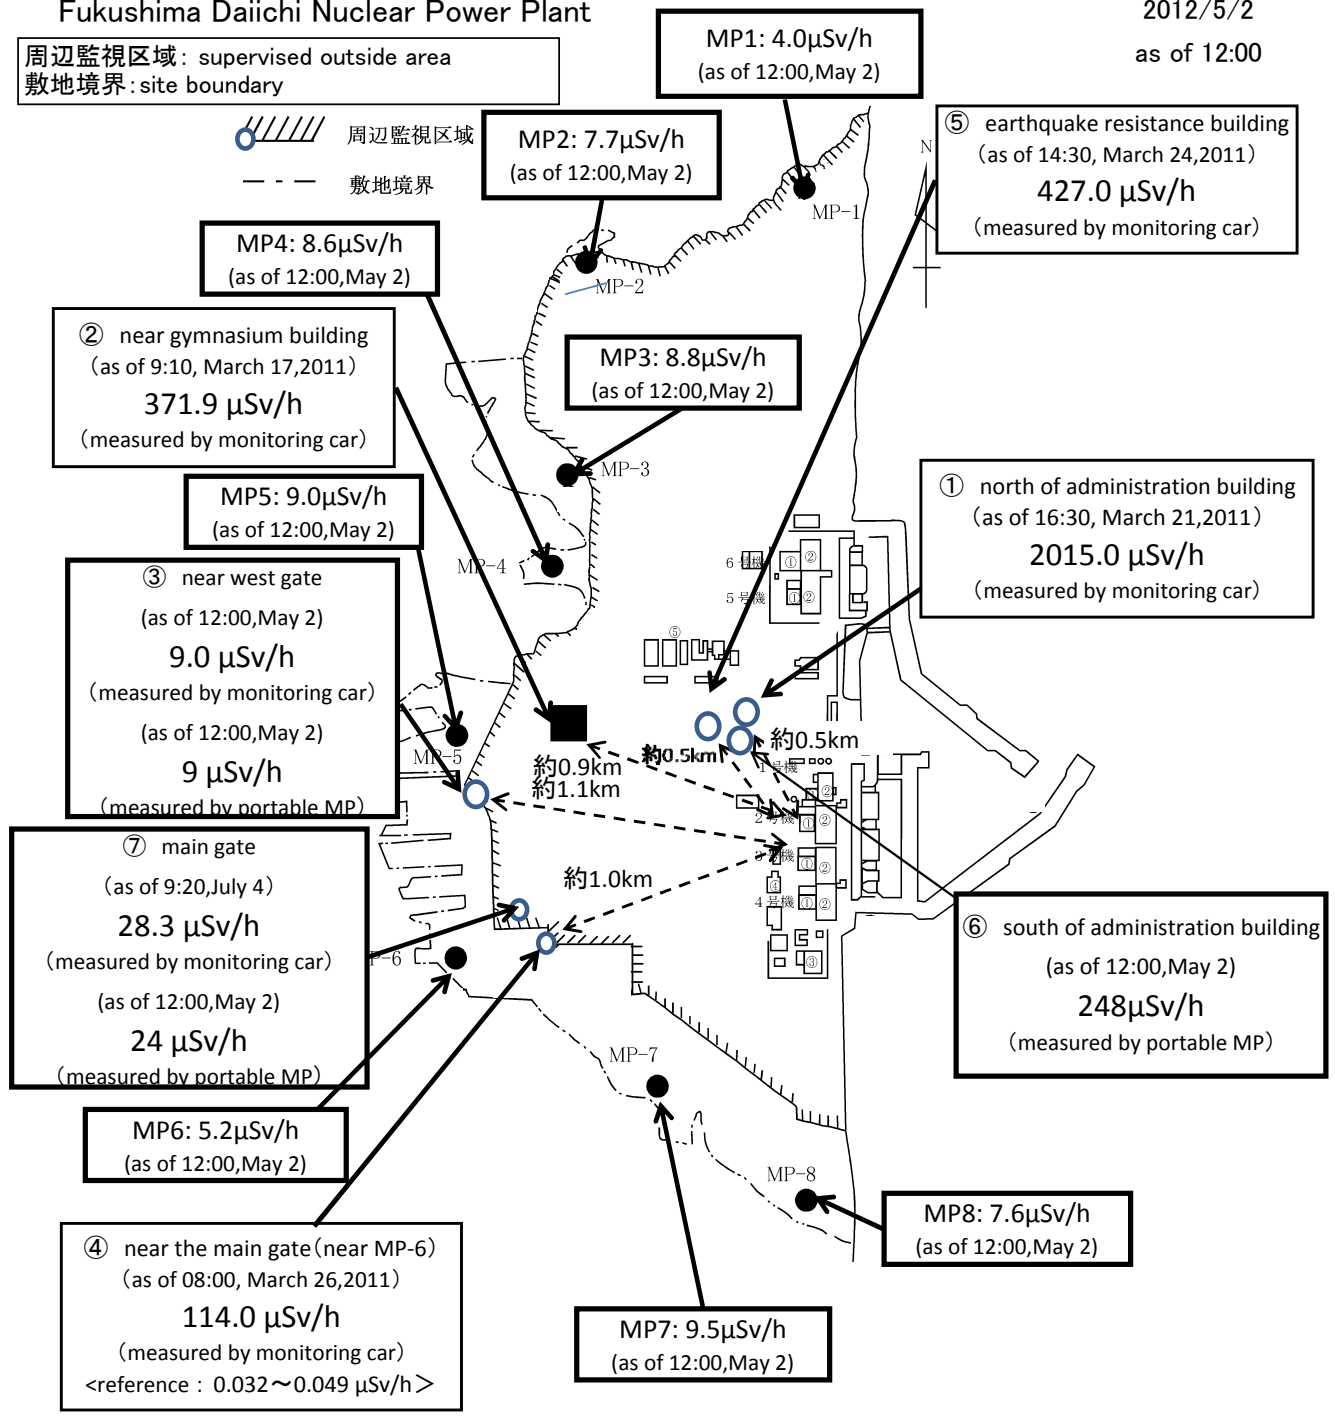 Fukushima Daiichi Nuclear Power Plant
2012/5/2
as of 12:00
周辺監視区域: supervised outside area
敷地境界:site boundary
周辺監視区域
敷地境界
MP1: 4.0μSv/h
(as of 12:00,May 2)
MP2: 7.7μSv/h
(as of 12:00,May 2)
⑤ earthquake resistance building
(as of 14:30, March 24,2011)
427.0 μSv/h
(measured by monitoring car)
N
MP-1
MP4: 8.6μSv/h
(as of 12:00,May 2)
MP-2
② near gymnasium building
(as of 9:10, March 17,2011)
371.9 μSv/h
(measured by monitoring car)
MP3: 8.8μSv/h
(as of 12:00,May 2)
MP-3
MP5: 9.0μSv/h
(as of 12:00,May 2)
① north of administration building
(as of 16:30, March 21,2011)
2015.0 μSv/h
(measured by monitoring car)
MP-4
6号機
① ②
5号機
① ②
③ near west gate
(as of 12:00,May 2)
9.0 μSv/h
(measured by monitoring car)
(as of 12:00,May 2)
9 μSv/h
(measured by portable MP)
⑤
MP-5
約0.9km
約1.1km
約0.5km
約0.5km
1号機
②
2号機
① ②
3号機
① ②
④
4号機
① ②
③
約1.0km
⑦ main gate
(as of 9:20,July 4)
28.3 μSv/h
(measured by monitoring car)
(as of 12:00,May 2)
24 μSv/h
(measured by portable MP)
P-6
⑥ south of administration building
(as of 12:00,May 2)
248μSv/h
(measured by portable MP)
MP-7
MP6: 5.2μSv/h
(as of 12:00,May 2)
MP-8
MP8: 7.6μSv/h
(as of 12:00,May 2)
④ near the main gate(near MP-6)
(as of 08:00, March 26,2011)
114.0 μSv/h
(measured by monitoring car)
<reference : 0.032~0.049 μSv/h>
MP7: 9.5μSv/h
(as of 12:00,May 2)